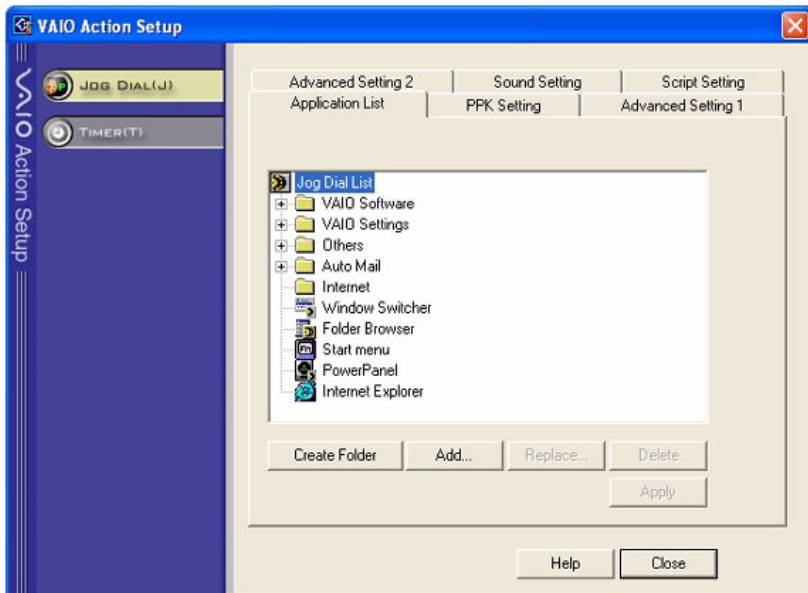 VAIO Action Setup
JOG DIAL(J)
TIMER(T)
VAIO Action Setup
Advanced Setting 2
Sound Setting
Script Setting
Application List
PPK Setting
Advanced Setting 1
Jog Dial List
VAIO Software
VAIO Settings
Others
Auto Mail
Internet
Window Switcher
Folder Browser
Start menu
PowerPanel
Internet Explorer
Create Folder
Add...
Replace...
Delete
Apply
Help
Close